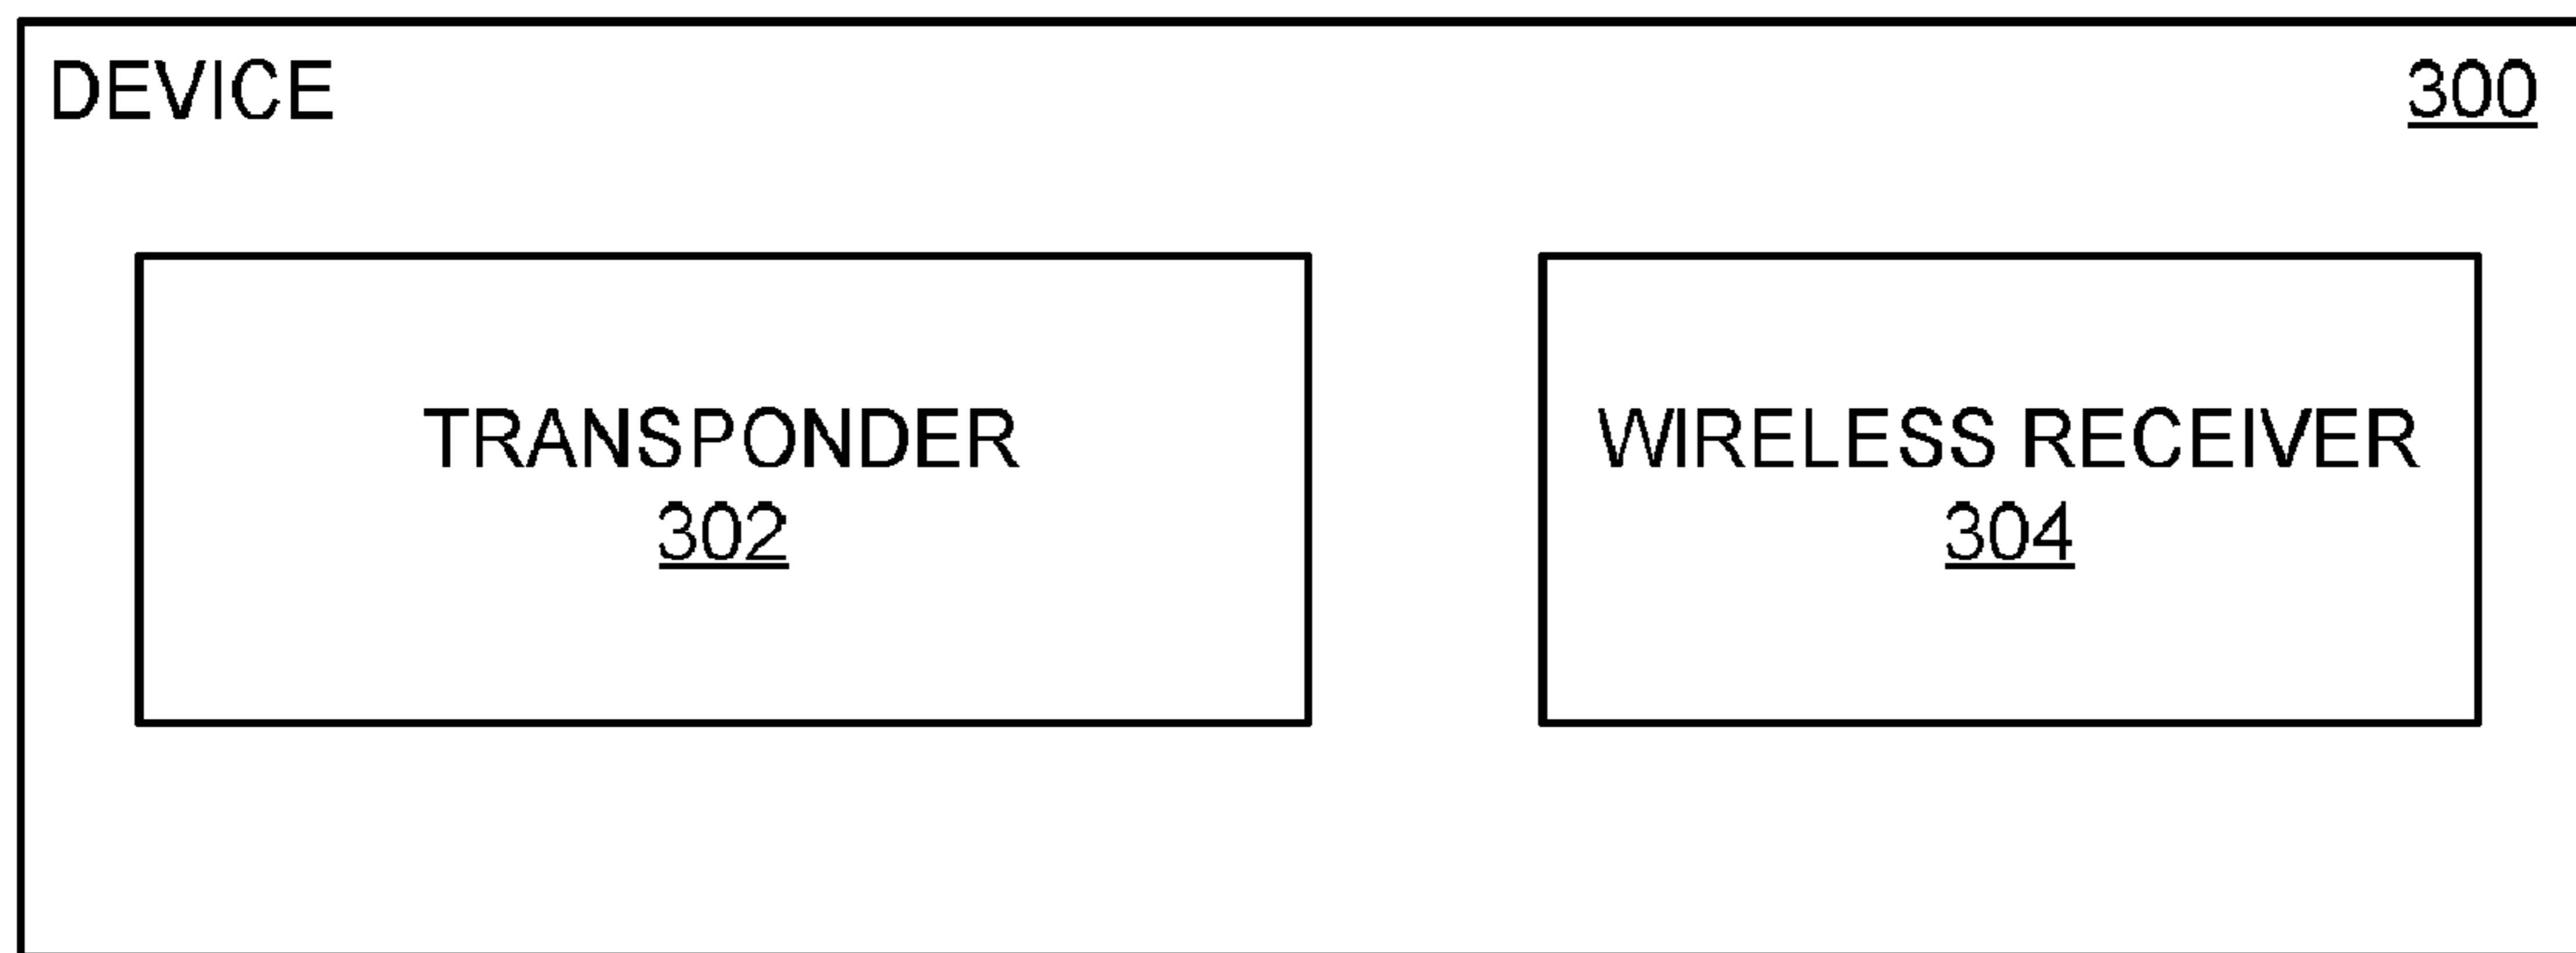 DEVICE 300
TRANSPONDER
302
WIRELESS RECEIVER
304